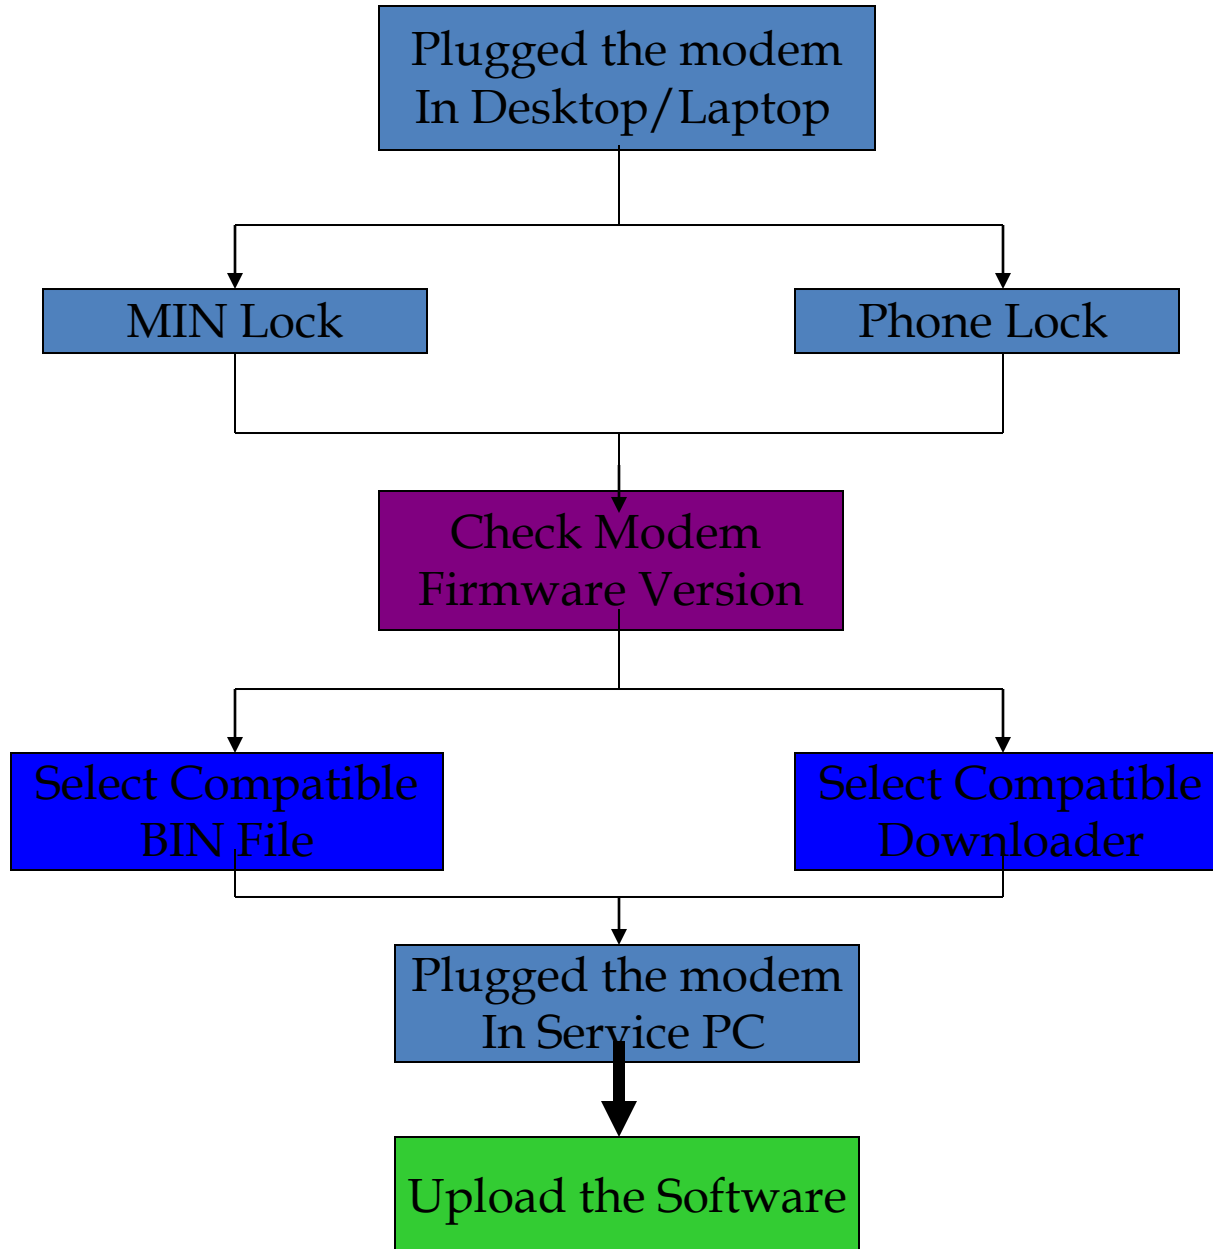 Plugged the modem
In Desktop/Laptop
MIN Lock
Phone Lock
Check Modem
Firmware Version
Select Compatible
BIN File
Select Compatible
Downloader
Plugged the modem
In Service PC
Upload the Software